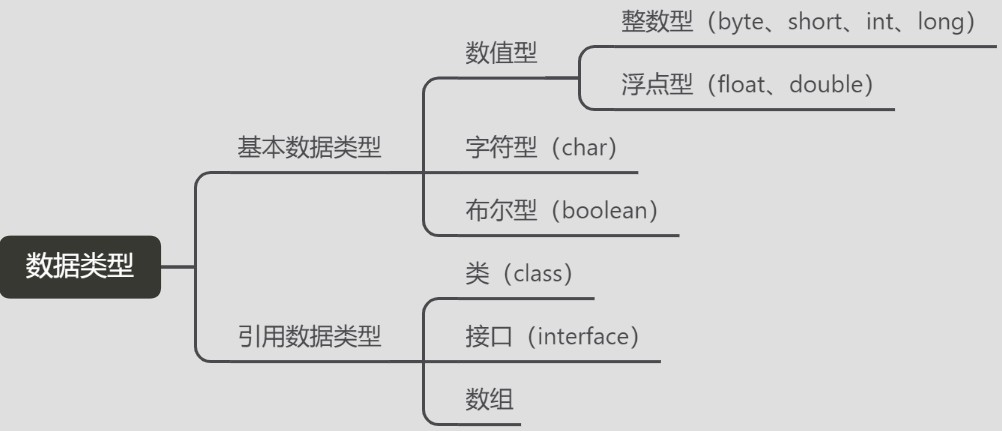 整数型（byte、short、int、long）
数值型
浮点型（float、double）
基本数据类型
字符型（char）
布尔型（boolean）
数据类型
类（class）
引用数据类型
接口（interface）
数组